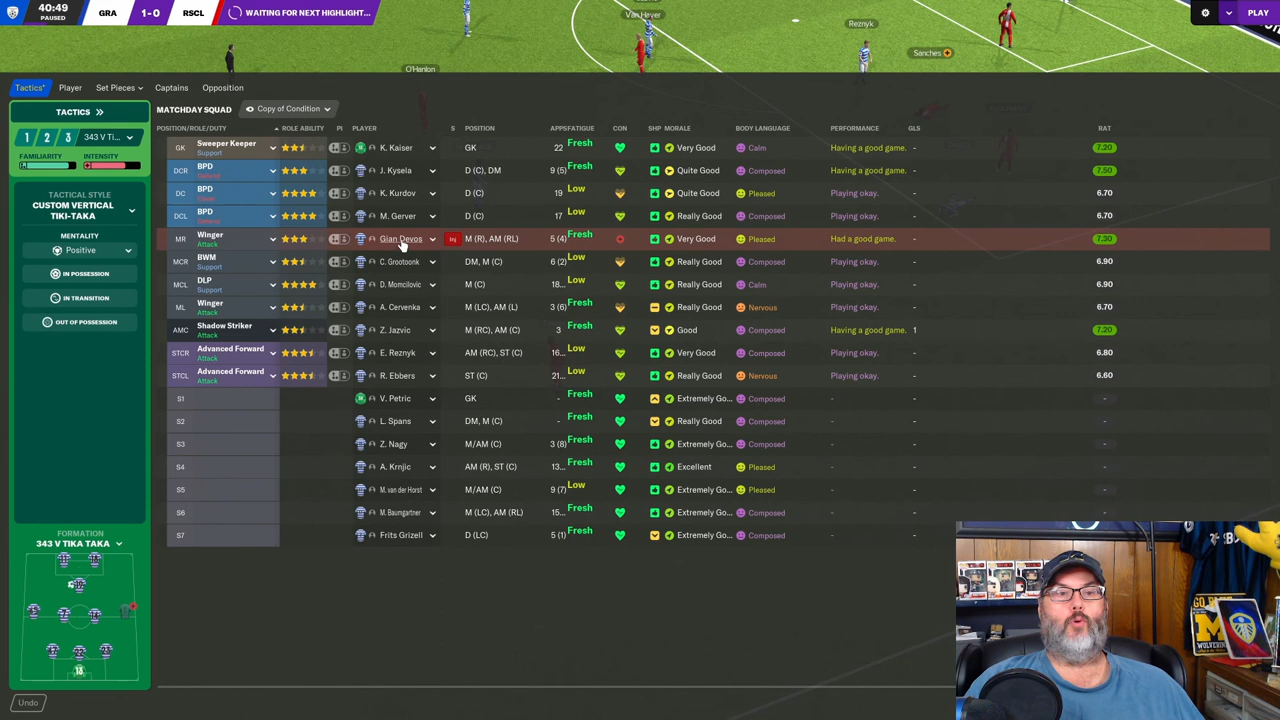 40:49
PAUSED
GRA 1 - 0 RSCL
WAITING FOR NEXT HIGHLIGHT...
PLAY
Van Hever
Reznyk
Sanches
O'Hanlon
Tactics* Player Set Pieces Captains Opposition
TACTICS
MATCHDAY SQUAD Copy of Condition
1 2 3 343 V Ti...
FAMILIARITY INTENSITY
TACTICAL STYLE
CUSTOM VERTICAL
TIKI-TAKA
MENTALITY
Positive
IN POSSESSION
IN TRANSITION
OUT OF POSSESSION
FORMATION
343 V TIKA TAKA
Undo
POSITION/ROLE/DUTY ROLE ABILITY PI PLAYER S POSITION APPS FATIGUE CON SHP MORALE BODY LANGUAGE PERFORMANCE GLS RAT
GK Sweeper Keeper Support K. Kaiser GK 22 Fresh Very Good Calm Having a good game. - 7.20
DCR BPD Defend J. Kysela D (C), DM 9 (5) Fresh Quite Good Composed Having a good game. - 7.50
DC BPD K. Kurdov D (C) 19 Low Quite Good Pleased Playing okay. - 6.70
DCL BPD Defend M. Gerver D (C) 17 Low Really Good Composed Playing okay. - 6.70
MR Winger Attack Gian Devos Inj M (R), AM (RL) 5 (4) Fresh Very Good Pleased Had a good game. - 7.30
MCR BWM Support C. Grootoonk DM, M (C) 6 (2) Low Really Good Composed Playing okay. - 6.90
MCL DLP Support D. Momcilovic M (C) 18... Low Really Good Calm Playing okay. - 6.90
ML Winger Attack A. Cervenka M (LC), AM (L) 3 (6) Fresh Really Good Nervous Playing okay. - 6.70
AMC Shadow Striker Attack Z. Jazvic M (RC), AM (C) 3 Fresh Good Composed Having a good game. 1 7.20
STCR Advanced Forward Attack E. Reznyk AM (RC), ST (C) 16... Low Very Good Composed Playing okay. - 6.80
STCL Advanced Forward Attack R. Ebbers ST (C) 21... Low Really Good Nervous Playing okay. - 6.60
S1 V. Petric GK - Fresh Extremely Go... Composed - -
S2 L. Spans DM, M (C) - Fresh Really Good Composed - -
S3 Z. Nagy M/AM (C) 3 (8) Fresh Extremely Go... Composed - -
S4 A. Krnjic AM (R), ST (C) 13... Fresh Excellent Pleased - -
S5 M. van der Horst M/AM (C) 9 (7) Low Extremely Go... Pleased - -
S6 M. Baumgartner M (LC), AM (RL) 15... Fresh Extremely Go... Composed - -
S7 Frits Grizell D (LC) 5 (1) Fresh Extremely Go... Composed - -
GO BLUE
M